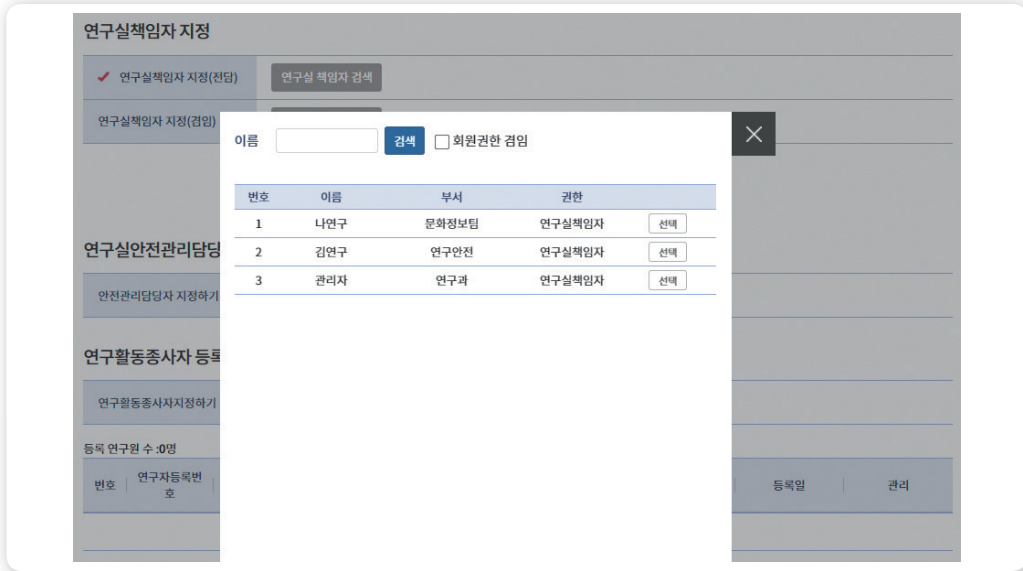 연구실책임자 지정
연구실책임자 지정(전담) 연구실 책임자 검색
연구실책임자 지정(겸임)
이름 검색 회원권한 겸임
번호 이름 부서 권한
1 나연구 문화정보팀 연구실책임자 선택
2 김연구 연구안전 연구실책임자 선택
3 관리자 연구과 연구실책임자 선택
연구실안전관리담당
안전관리담당자 지정하기
연구활동종사자 등록
연구활동종사자지정하기
등록 연구원 수 :0명
번호 연구자등록번호 등록일 관리